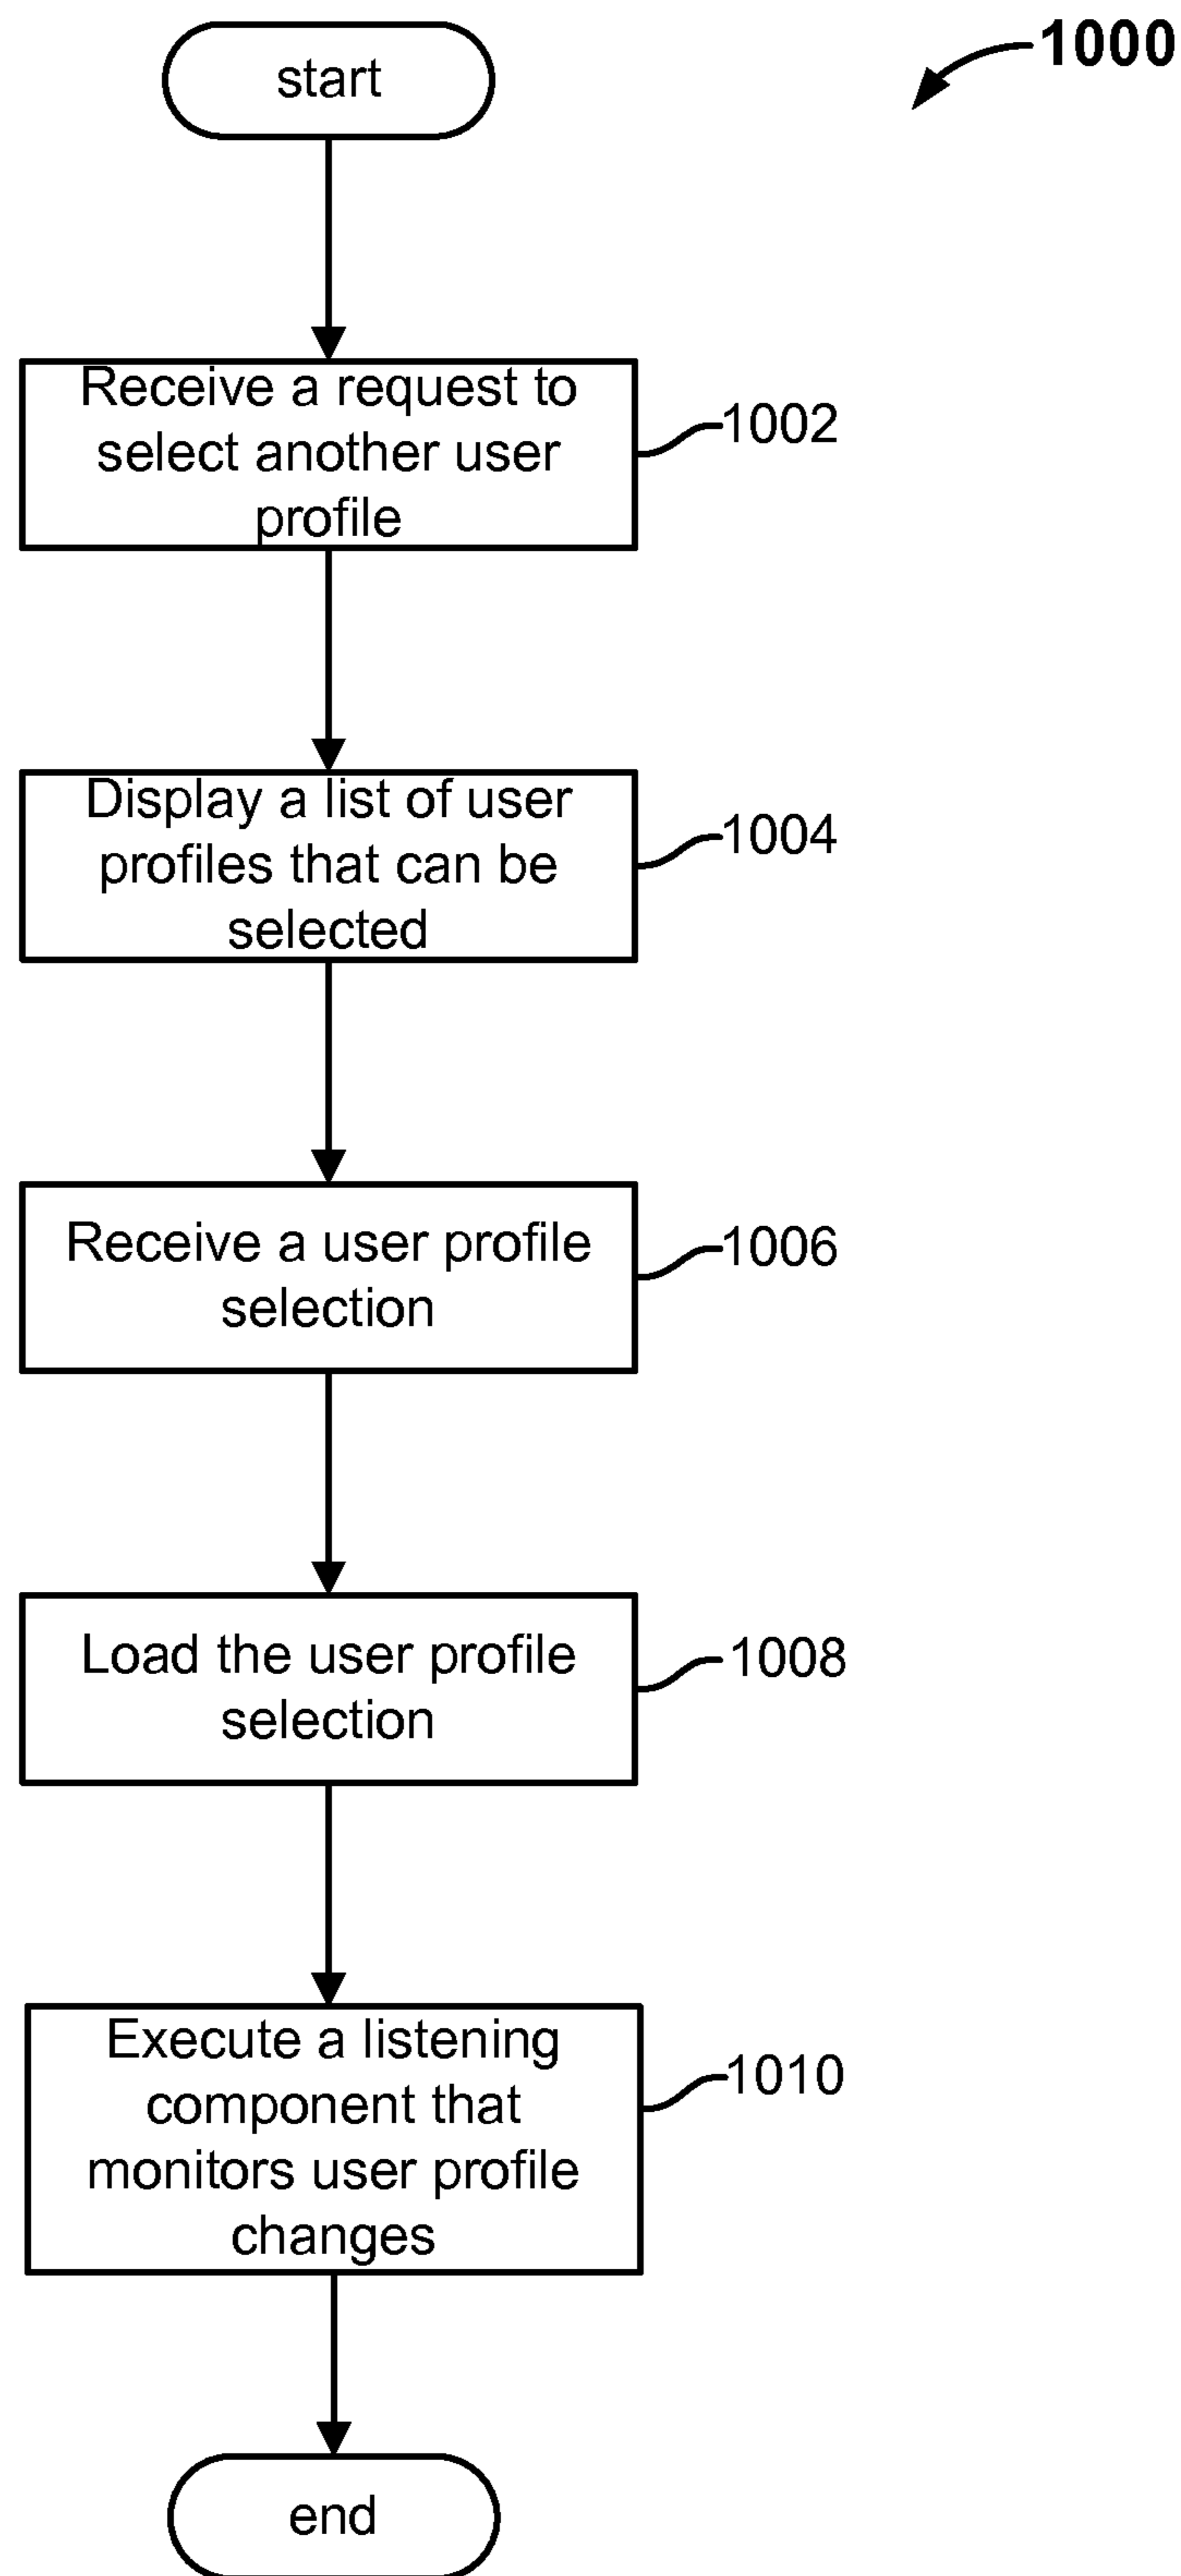 start
1000
Receive a request to
select another user
profile
1002
Display a list of user
profiles that can be
selected
1004
Receive a user profile
selection
1006
Load the user profile
selection
1008
Execute a listening
component that
monitors user profile
changes
1010
end